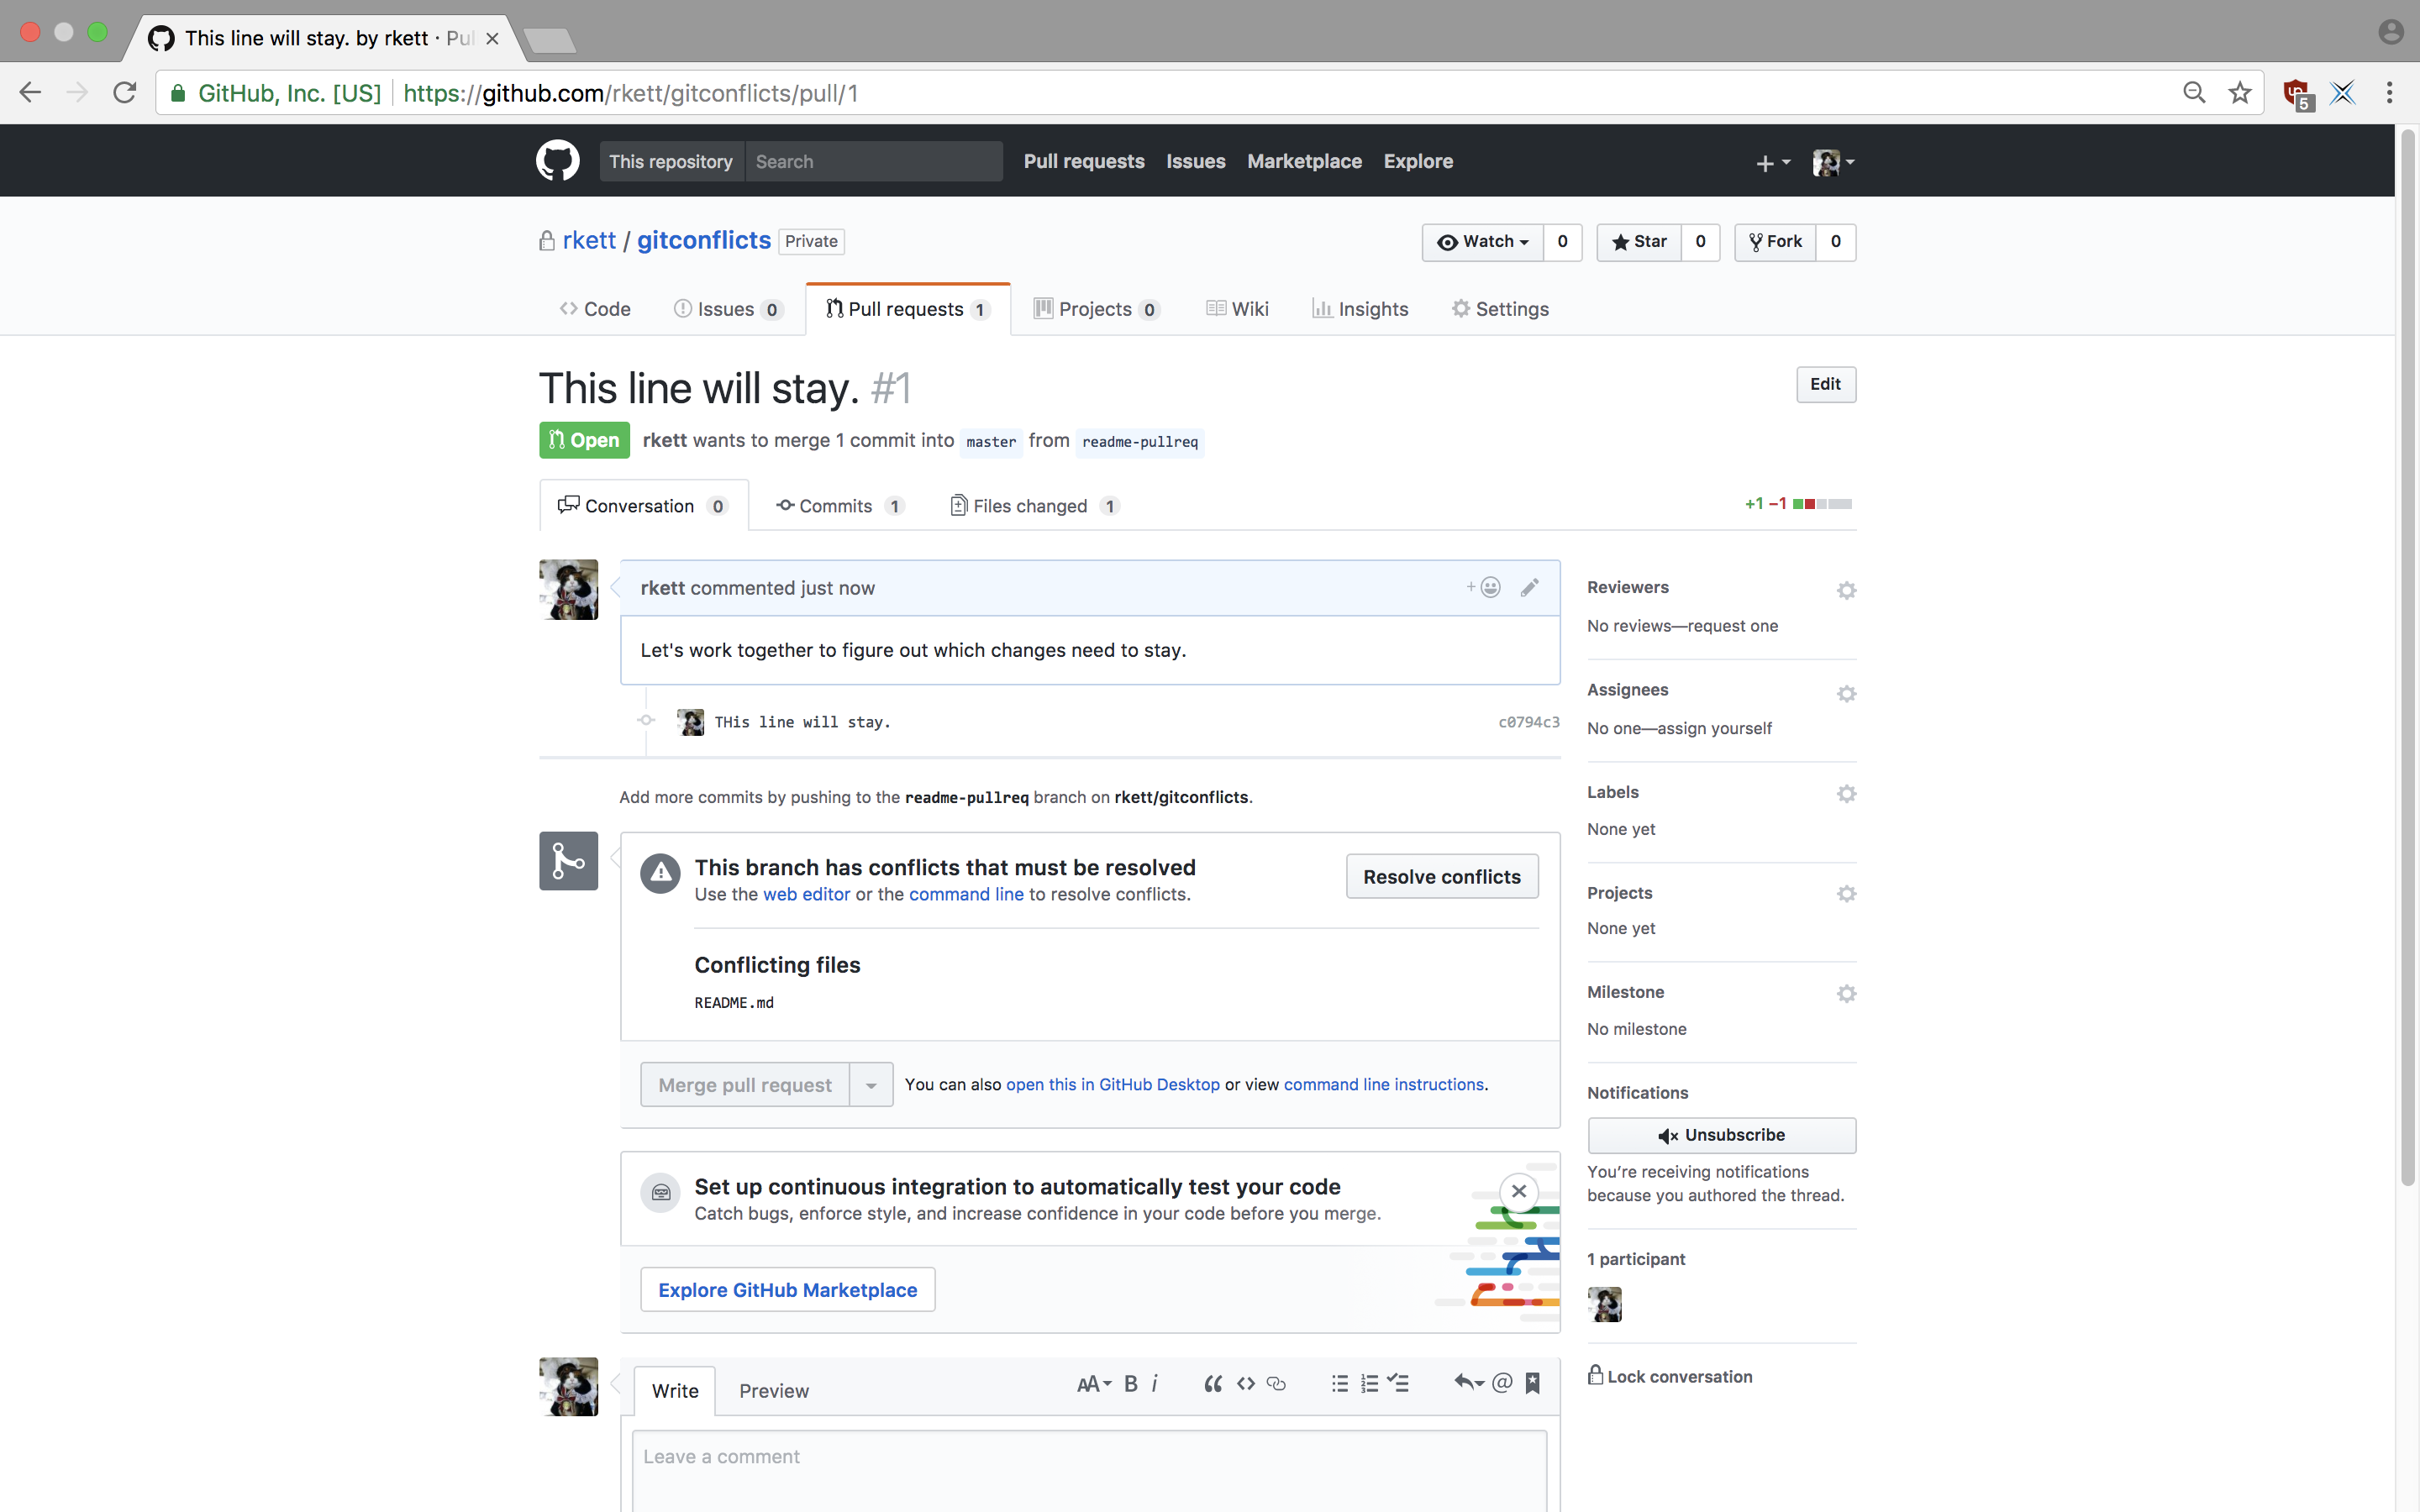 This line will stay. by rkett · Pul
GitHub, Inc. [US] https://github.com/rkett/gitconflicts/pull/1
5
This repository Search Pull requests Issues Marketplace Explore
rkett / gitconflicts Private Watch 0 Star 0 Fork 0
Code Issues 0 Pull requests 1 Projects 0 Wiki Insights Settings
This line will stay. #1 Edit
Open rkett wants to merge 1 commit into master from readme-pullreq
Conversation 0 Commits 1 Files changed 1 +1 −1
rkett commented just now
Let's work together to figure out which changes need to stay.
THis line will stay. c0794c3
Add more commits by pushing to the readme-pullreq branch on rkett/gitconflicts.
This branch has conflicts that must be resolved
Use the web editor or the command line to resolve conflicts.
Resolve conflicts
Conflicting files
README.md
Merge pull request You can also open this in GitHub Desktop or view command line instructions.
Set up continuous integration to automatically test your code
Catch bugs, enforce style, and increase confidence in your code before you merge.
Explore GitHub Marketplace
Write Preview AA B i @
Leave a comment
Reviewers
No reviews—request one
Assignees
No one—assign yourself
Labels
None yet
Projects
None yet
Milestone
No milestone
Notifications
Unsubscribe
You’re receiving notifications
because you authored the thread.
1 participant
Lock conversation